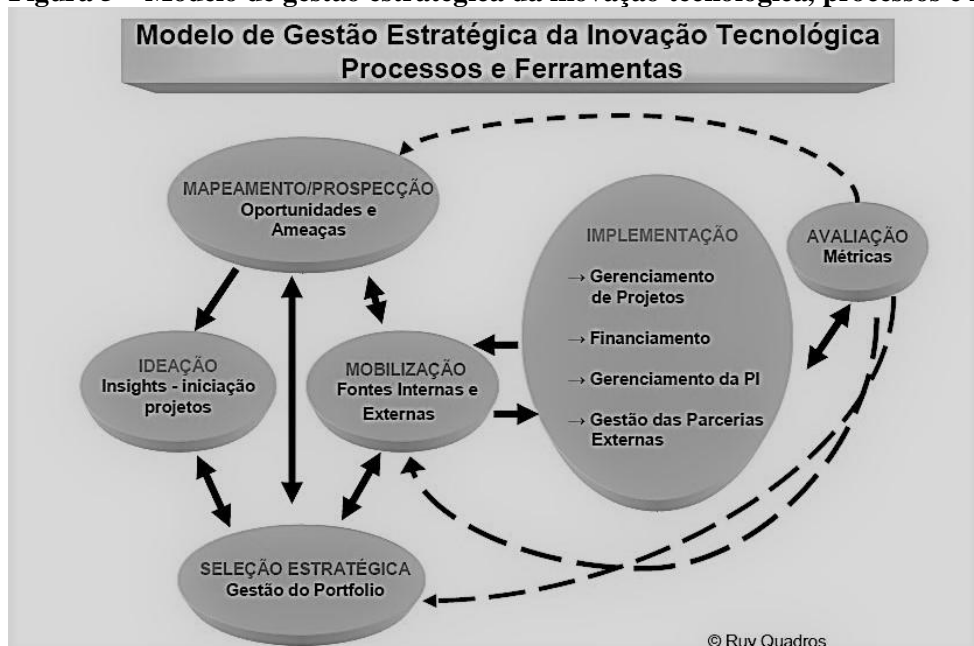 Modelo de Gestão Estratégica da Inovação Tecnológica
Processos e Ferramentas
MAPEAMENTO/PROSPECÇÃO
Oportunidades e
Ameaças
IDEAÇÃO
Insights - iniciação
projetos
MOBILIZAÇÃO
Fontes Internas e
Externas
IMPLEMENTAÇÃO
→ Gerenciamento
de Projetos
→ Financiamento
→ Gerenciamento da PI
→ Gestão das Parcerias
Externas
AVALIAÇÃO
Métricas
SELEÇÃO ESTRATÉGICA
Gestão do Portfolio
© Ruy Quadros